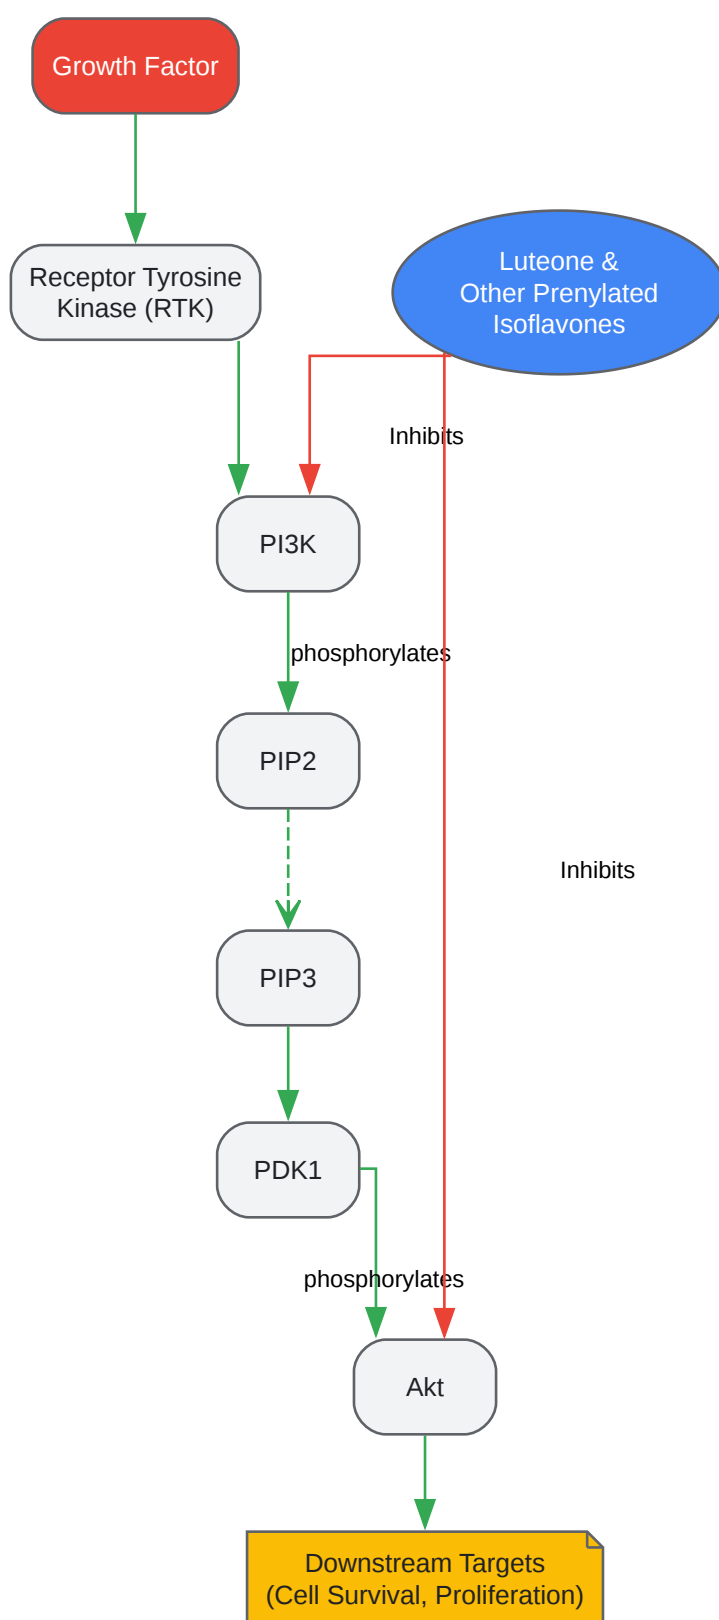 Growth Factor
Receptor Tyrosine
Kinase (RTK)
Luteone &
Other Prenylated
Isoflavones
Inhibits
PI3K
phosphorylates
PIP2
Inhibits
PIP3
PDK1
phosphorylates
Akt
Downstream Targets
(Cell Survival, Proliferation)